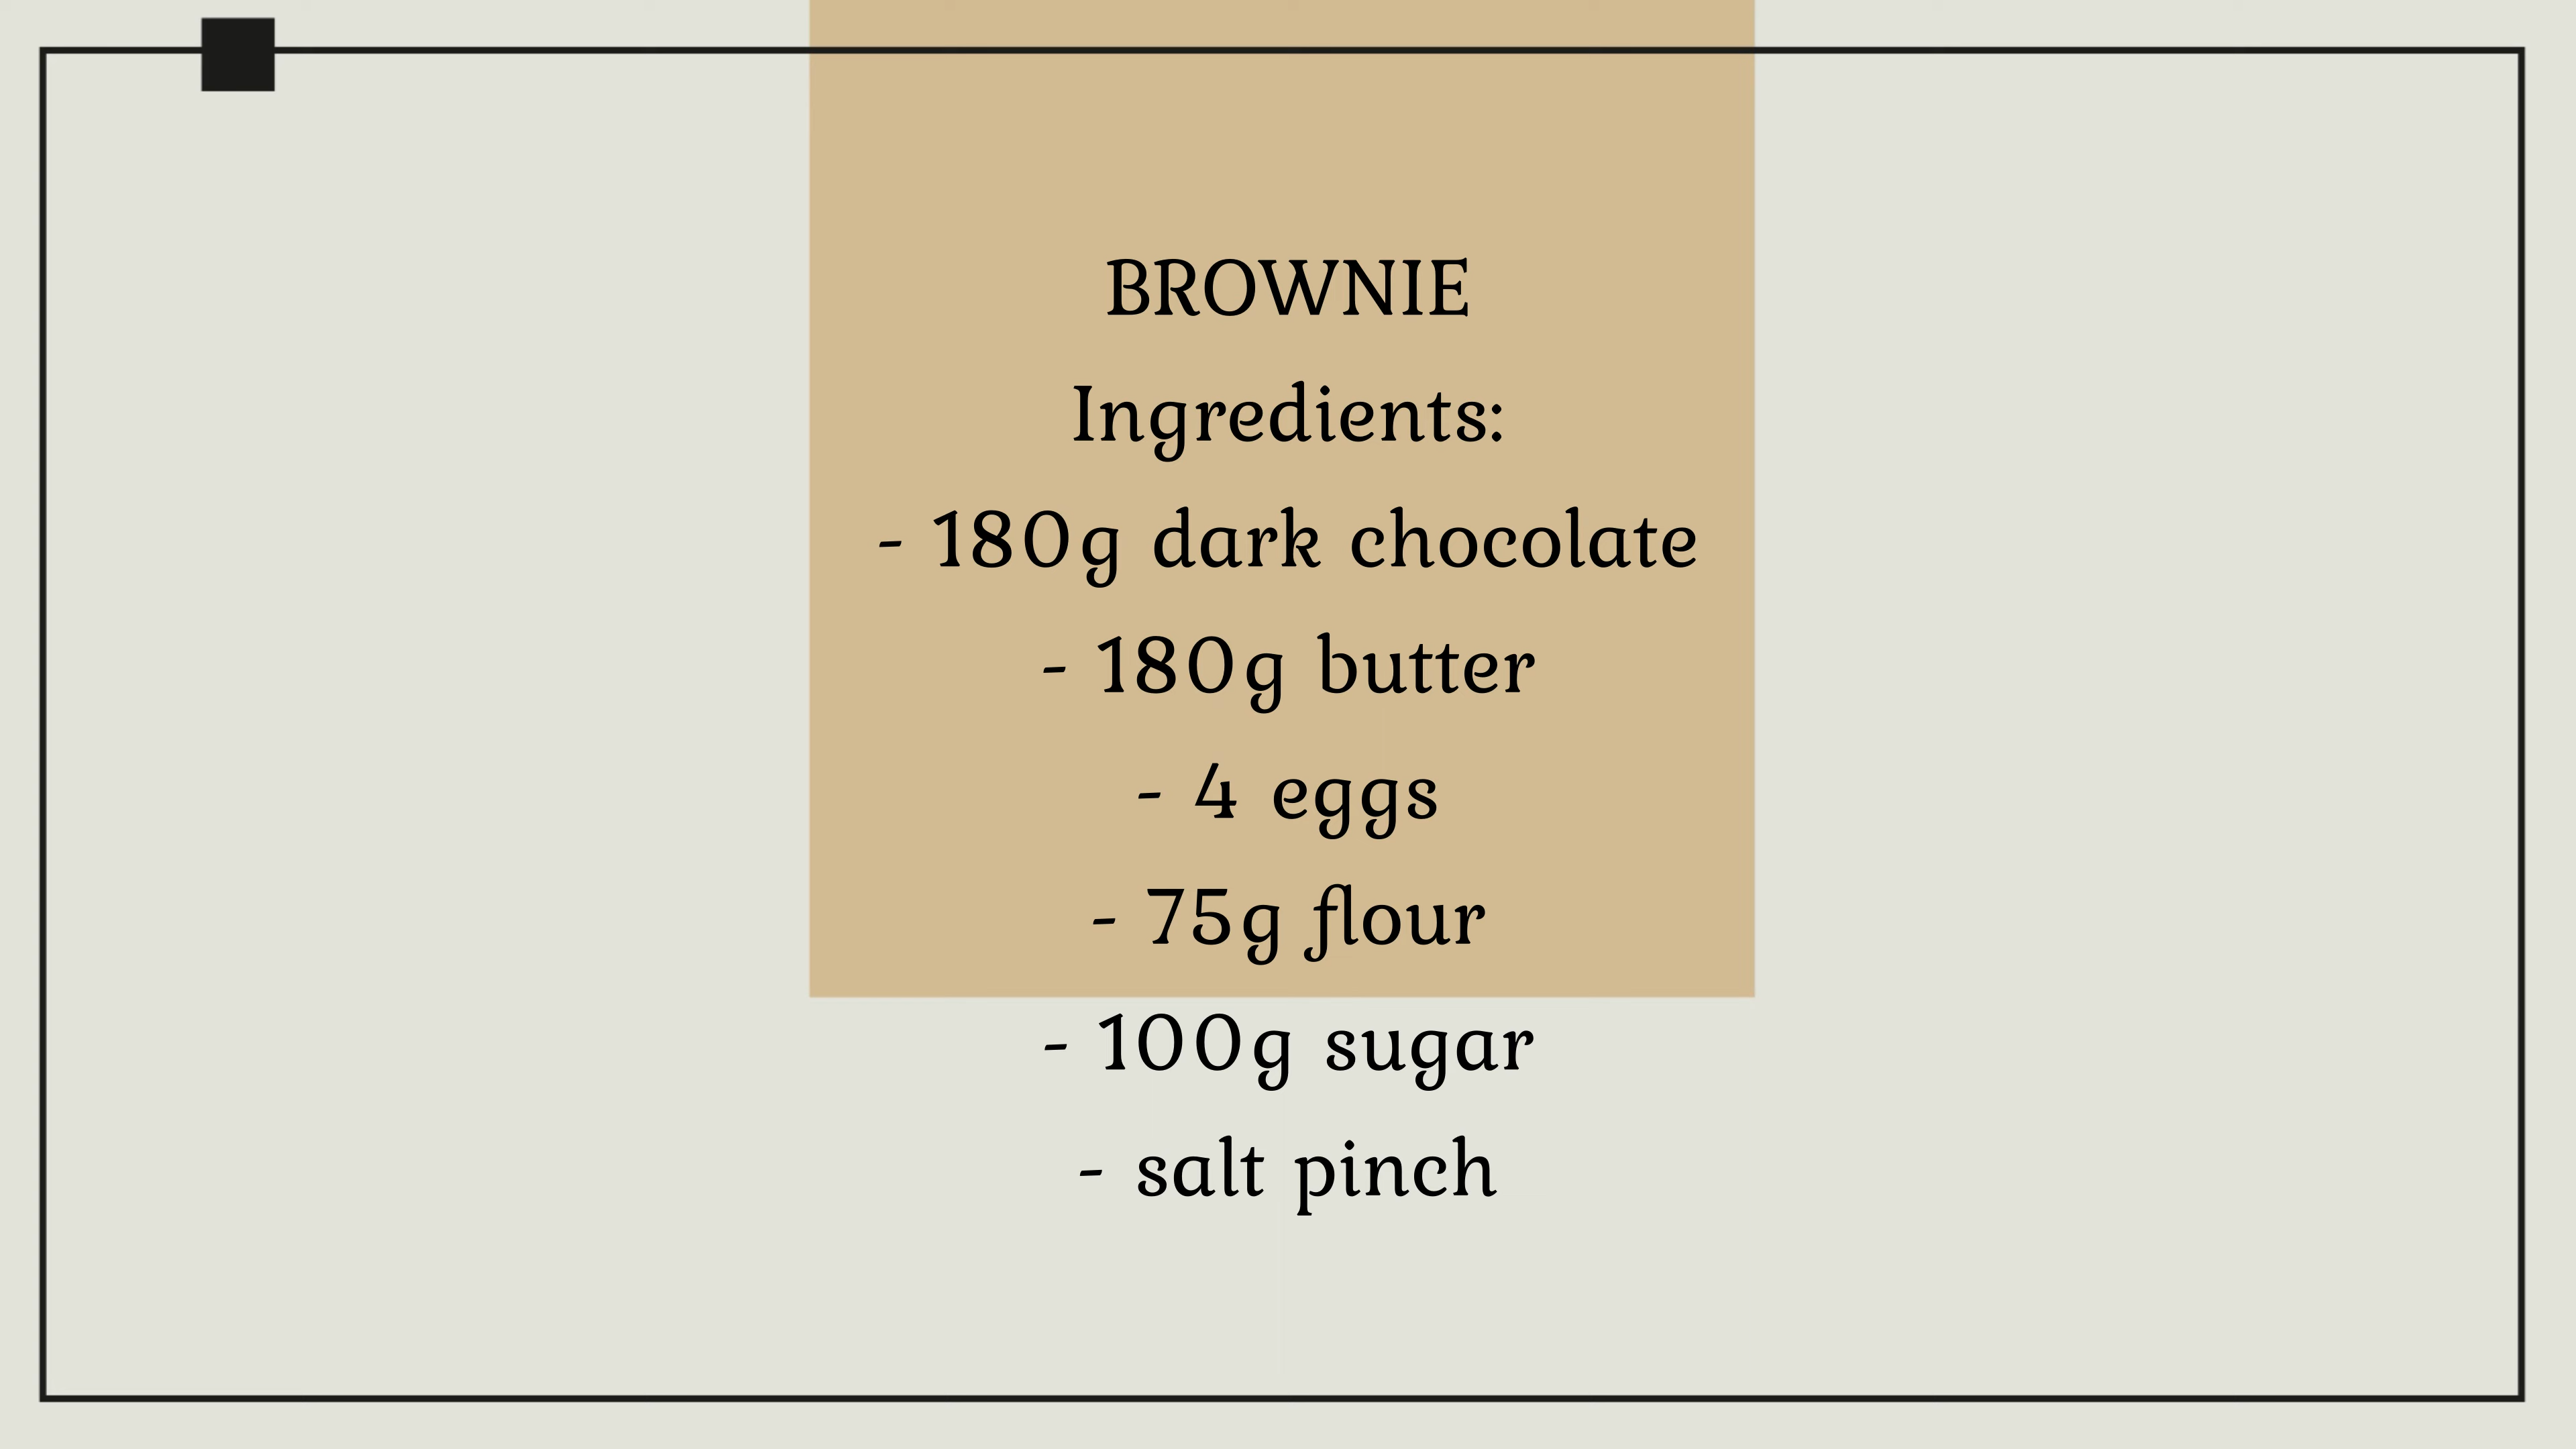 BROWNIE
Ingredients:
- 180g dark chocolate
- 180g butter
- 4 eggs
- 75g flour
- 100g sugar
- salt pinch